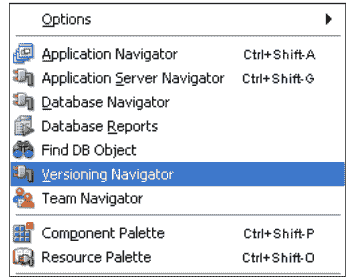 Options
Application Navigator Ctrl+Shift-A
Application Server Navigator Ctrl+Shift-G
Database Navigator
Database Reports
Find DB Object
Versioning Navigator
Team Navigator
Component Palette Ctrl+Shift-P
Resource Palette Ctrl+Shift-O